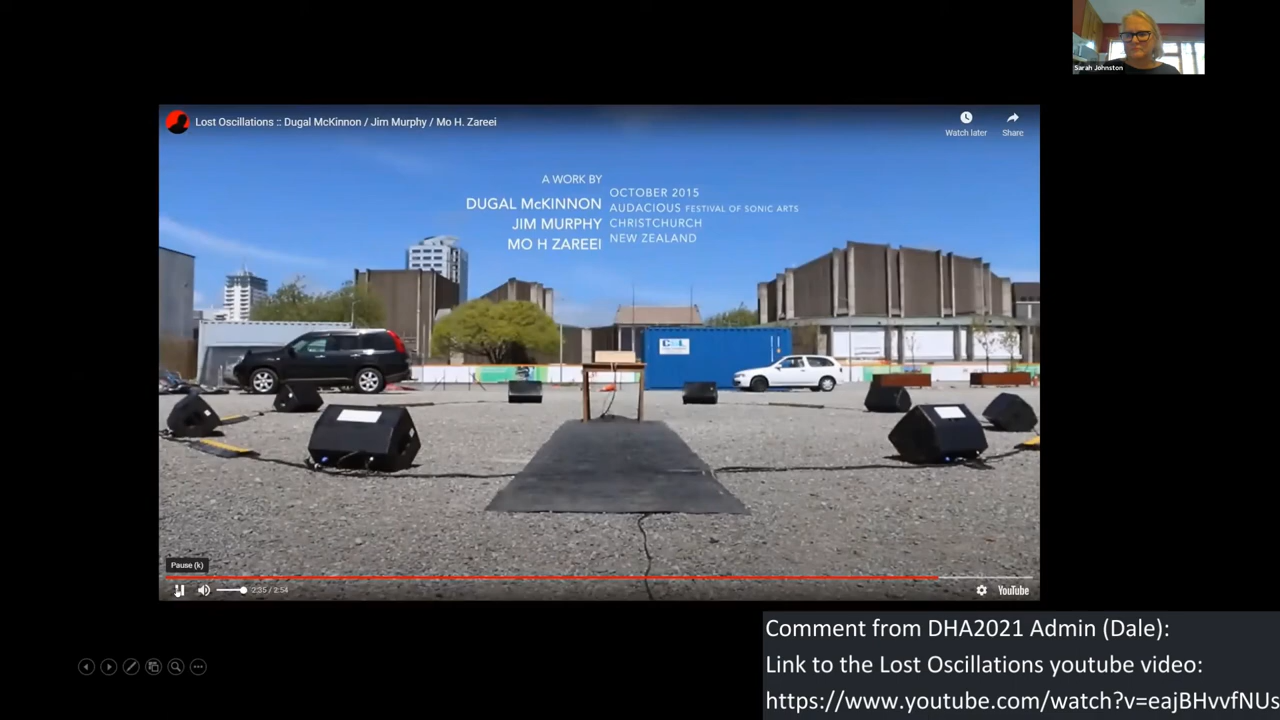 Sarah Johnston
Lost Oscillations :: Dugal McKinnon / Jim Murphy / Mo H. Zareei
Watch later
Share
A WORK BY
DUGAL McKINNON
JIM MURPHY
MO H ZAREEI
OCTOBER 2015
AUDACIOUS FESTIVAL OF SONIC ARTS
CHRISTCHURCH
NEW ZEALAND
Pause (k)
2:35 / 2:54
YouTube
Comment from DHA2021 Admin (Dale):
Link to the Lost Oscillations youtube video:
https://www.youtube.com/watch?v=eajBHvvfNUs